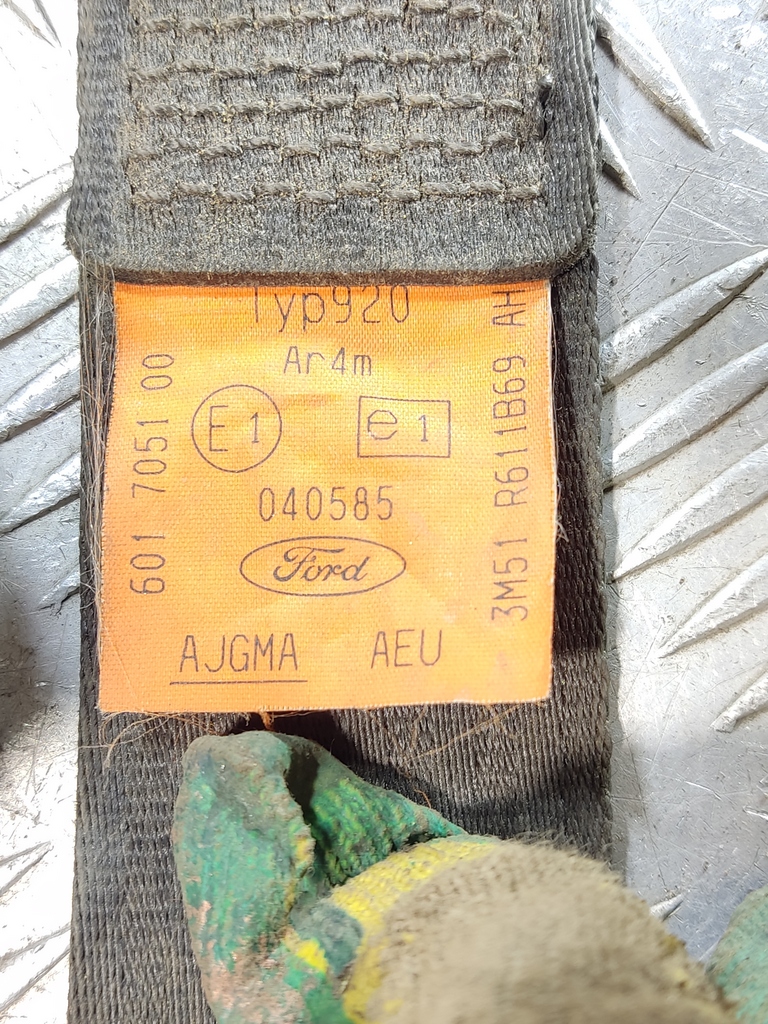 Typ920
Ar4m
E1 e1
040585
Ford
AJGMA AEU
601 7051 00
3M51 R611B69 AH